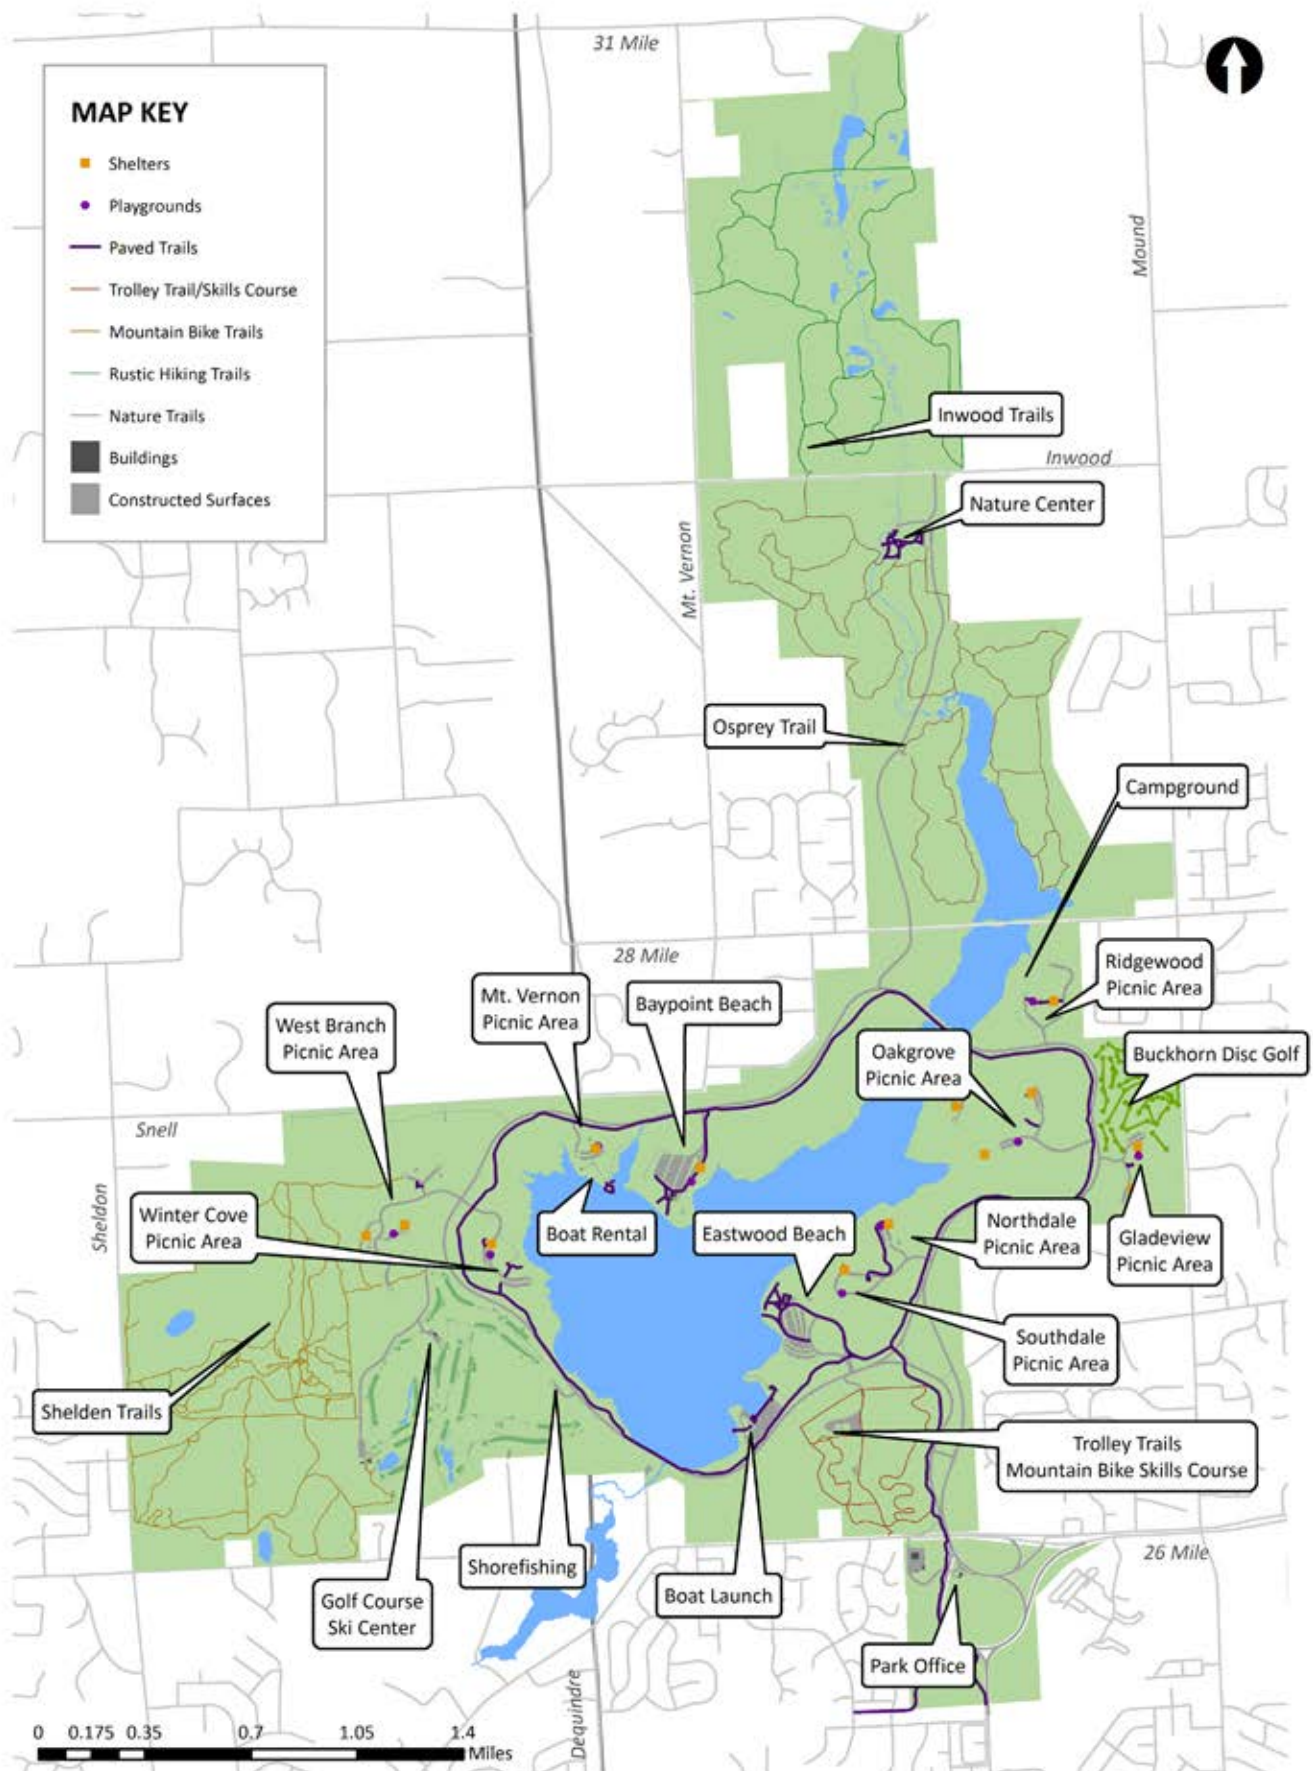 31 Mile
MAP KEY
Shelters
Playgrounds
Paved Trails
Trolley Trail/Skills Course
Mountain Bike Trails
Rustic Hiking Trails
Nature Trails
Buildings
Constructed Surfaces
Mound
Inwood Trails
Inwood
Nature Center
Mt. Vernon
Osprey Trail
Campground
28 Mile
Ridgewood
Picnic Area
Mt. Vernon
Picnic Area
Baypoint Beach
West Branch
Picnic Area
Oakgrove
Picnic Area
Buckhorn Disc Golf
Snell
Sheldon
Winter Cove
Picnic Area
Boat Rental
Eastwood Beach
Northdale
Picnic Area
Gladeview
Picnic Area
Southdale
Picnic Area
Shelden Trails
Trolley Trails
Mountain Bike Skills Course
26 Mile
Shorefishing
Golf Course
Ski Center
Boat Launch
Park Office
Dequindre
0 0.175 0.35 0.7 1.05 1.4
Miles